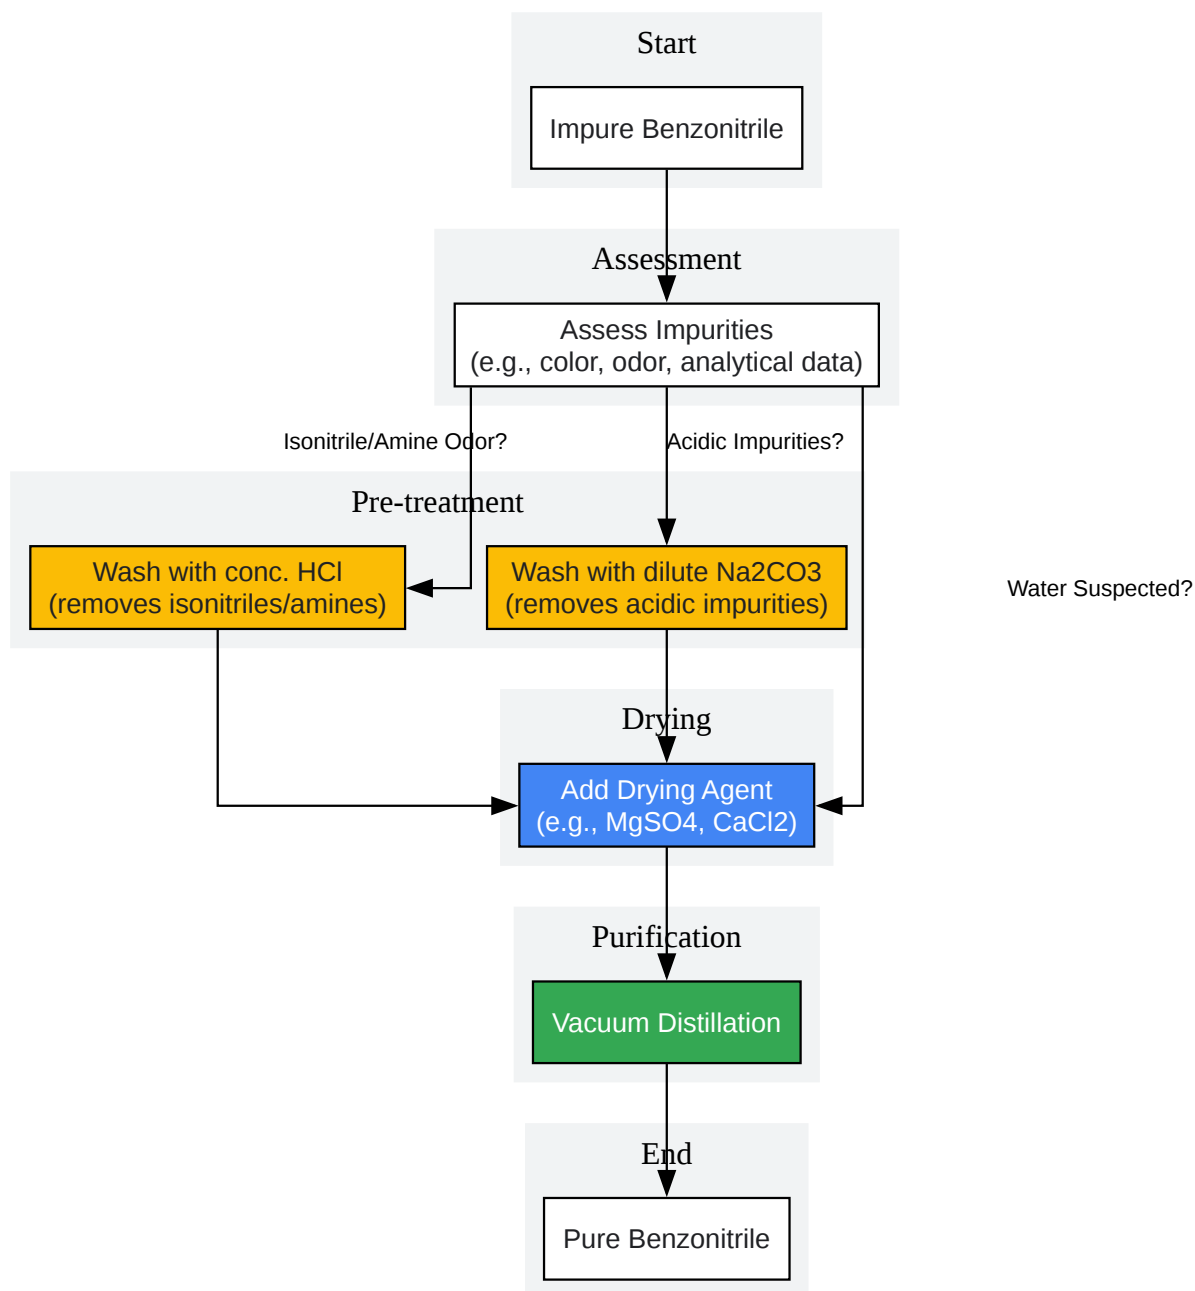 Start
Impure Benzonitrile
Assessment
Assess Impurities
(e.g., color, odor, analytical data)
Isonitrile/Amine Odor?
Acidic Impurities?
Pre-treatment
Wash with conc. HCl
(removes isonitriles/amines)
Wash with dilute Na2CO3
(removes acidic impurities)
Water Suspected?
Drying
Add Drying Agent
(e.g., MgSO4, CaCl2)
Purification
Vacuum Distillation
End
Pure Benzonitrile